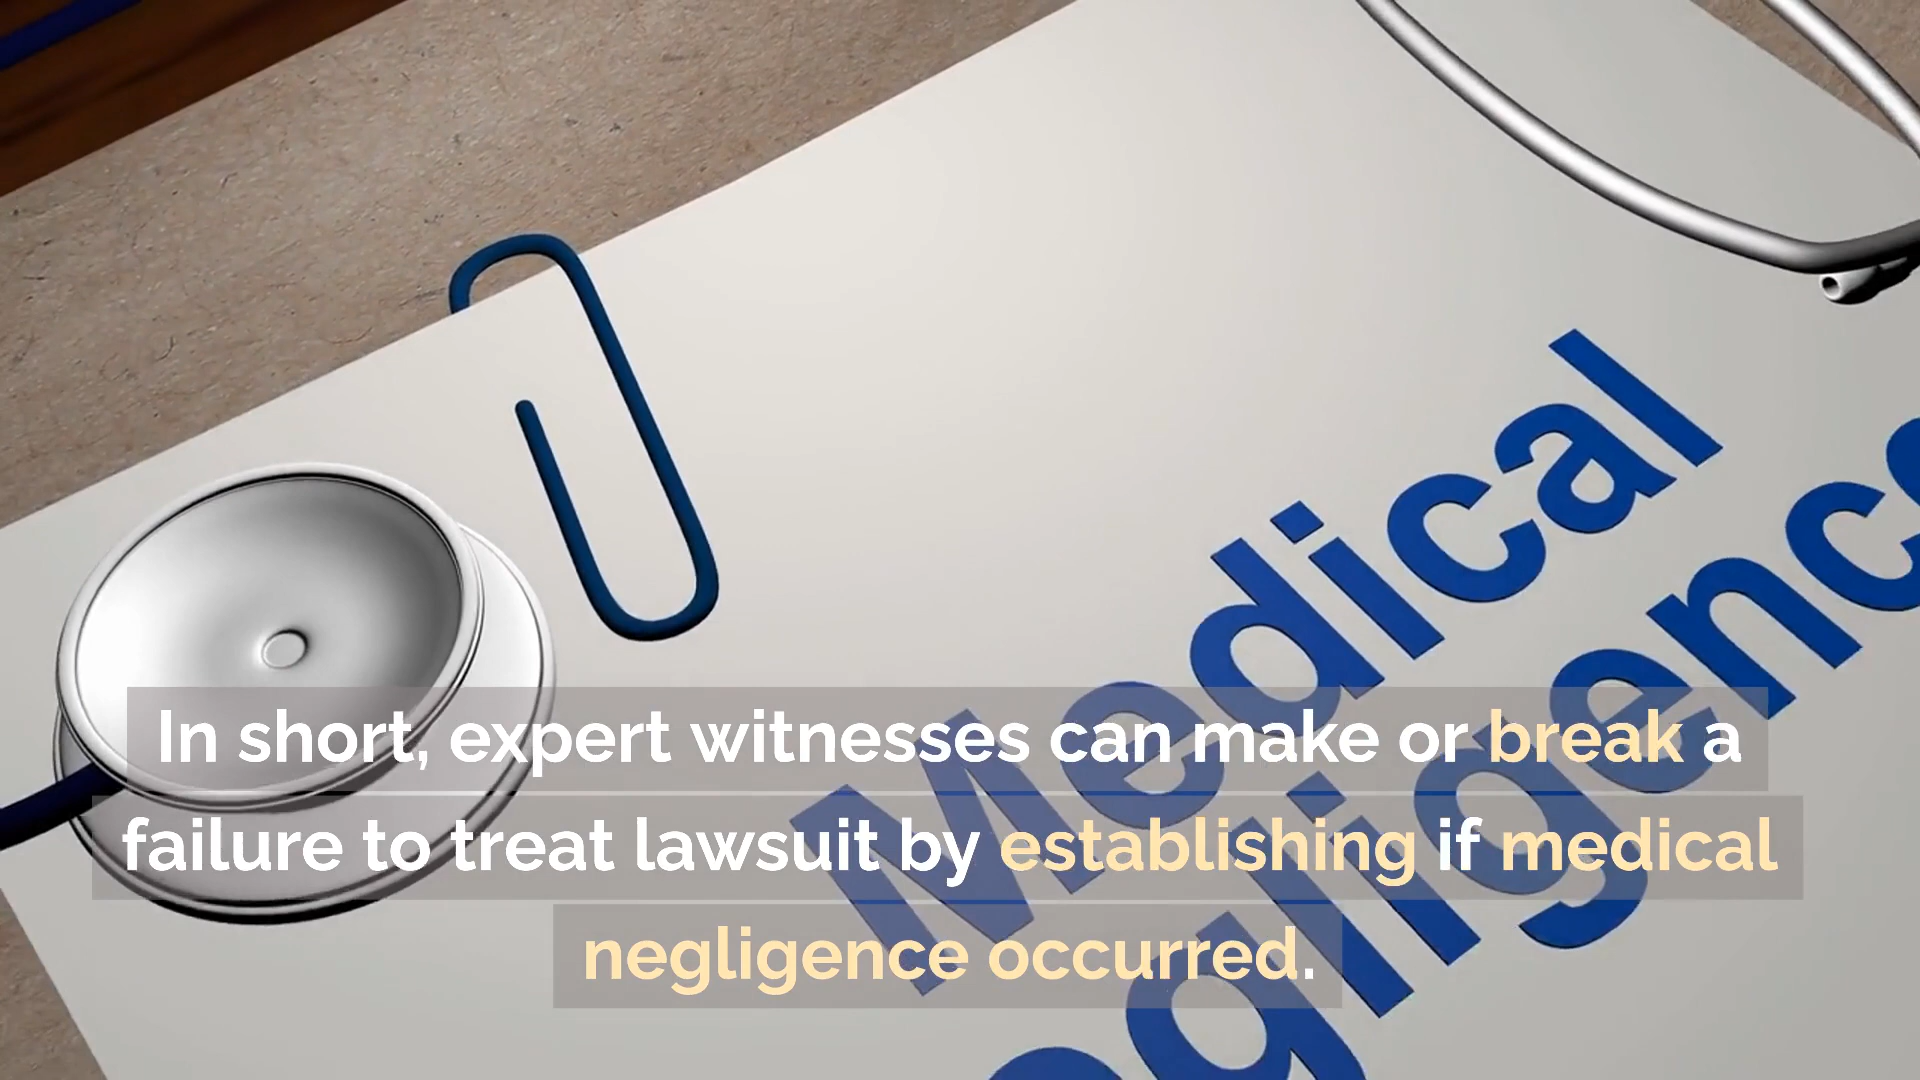 Medical
Negligence
In short, expert witnesses can make or break a
failure to treat lawsuit by establishing if medical
negligence occurred.